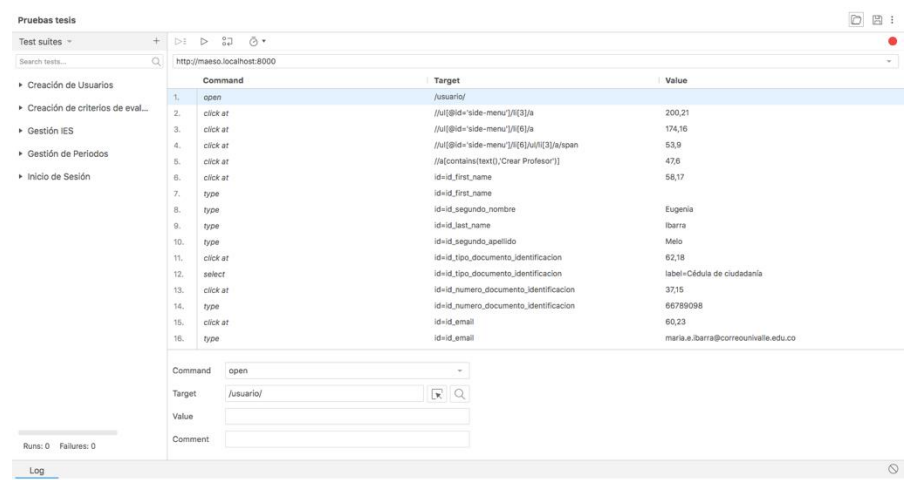 Pruebas tesis
Test suites
Search tests...
http://maeso.localhost:8000
Creación de Usuarios
Creación de criterios de eval...
Gestión IES
Gestión de Periodos
Inicio de Sesión
Command Target Value
1. open /usuario/
2. click at //ul[@id='side-menu']/li[3]/a 200,21
3. click at //ul[@id='side-menu']/li[6]/a 174,16
4. click at //ul[@id='side-menu']/li[6]/ul/li[3]/a/span 53,9
5. click at //a[contains(text(),'Crear Profesor')] 47,6
6. click at id=id_first_name 58,17
7. type id=id_first_name
8. type id=id_segundo_nombre Eugenia
9. type id=id_last_name Ibarra
10. type id=id_segundo_apellido Melo
11. click at id=id_tipo_documento_identificacion 62,18
12. select id=id_tipo_documento_identificacion label=Cédula de ciudadanía
13. click at id=id_numero_documento_identificacion 37,15
14. type id=id_numero_documento_identificacion 66789098
15. click at id=id_email 60,23
16. type id=id_email maria.e.ibarra@correounivalle.edu.co
Command open
Target /usuario/
Value
Comment
Runs: 0 Failures: 0
Log